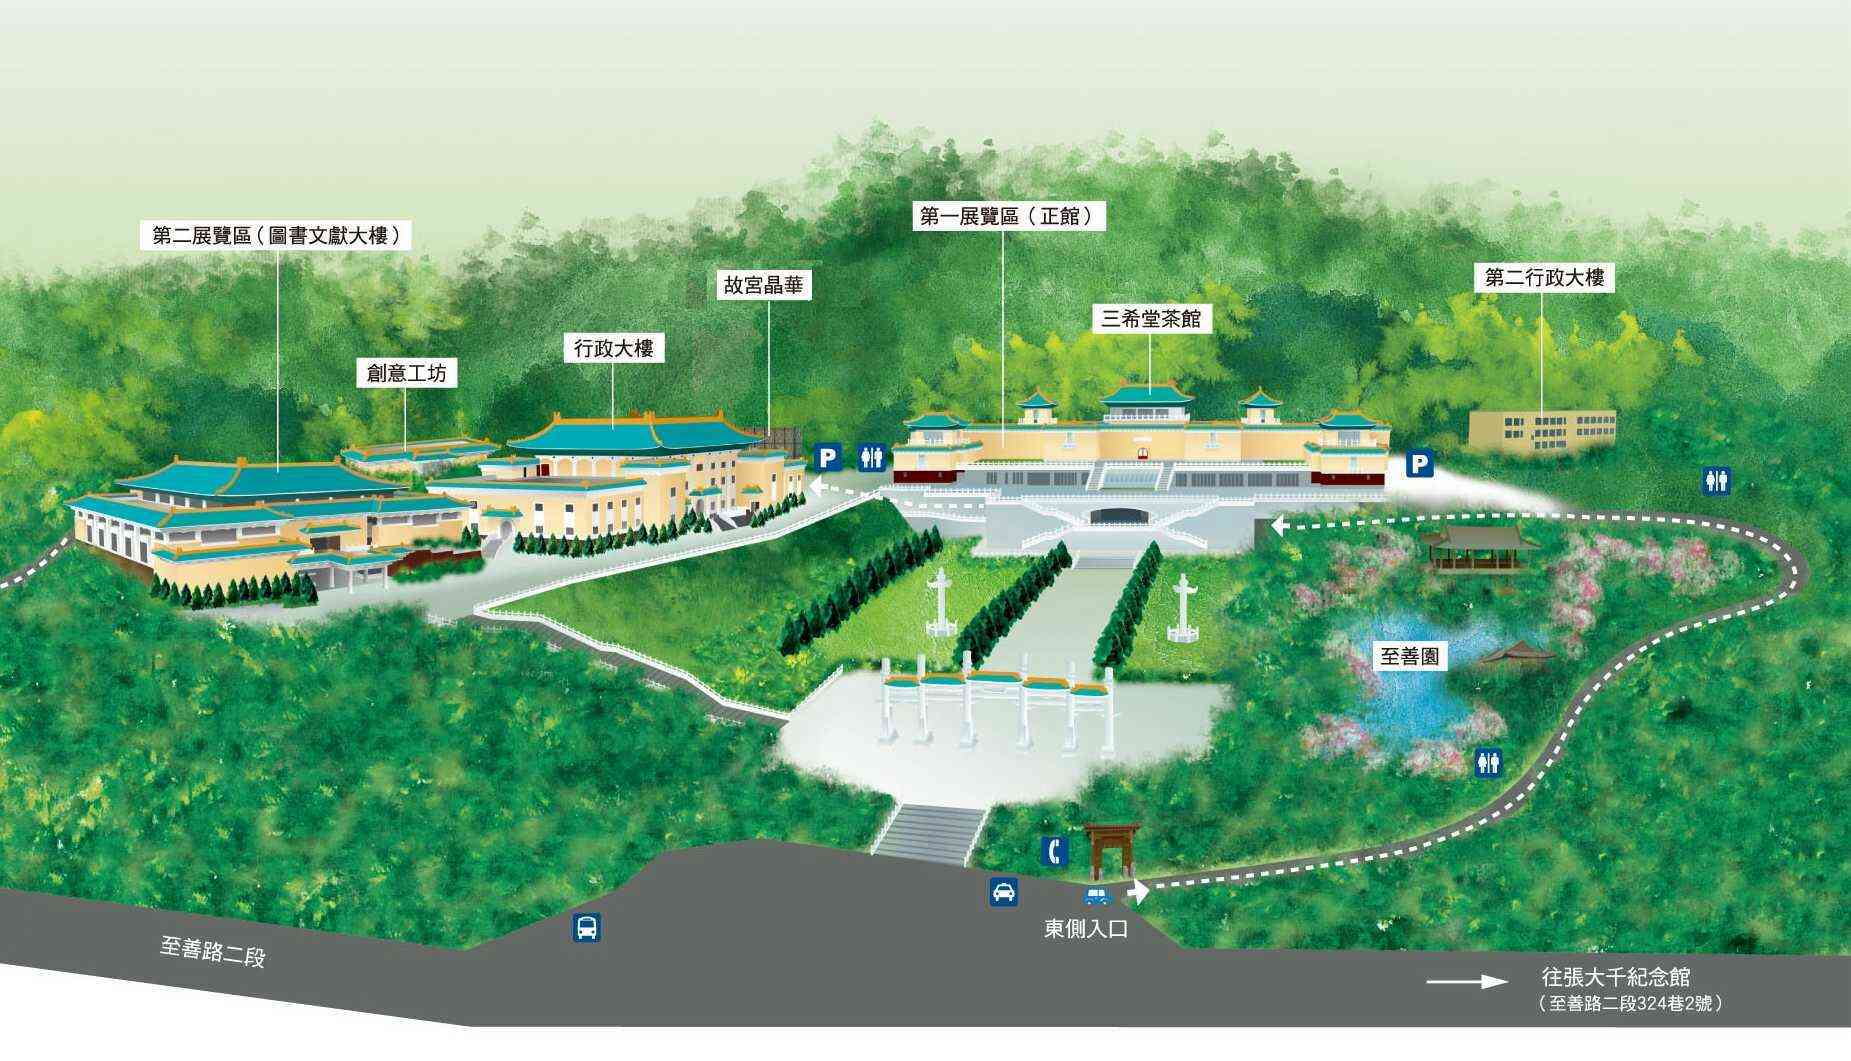 第一展覽區（正館）
第二展覽區（圖書文獻大樓）
故宮晶華
第二行政大樓
三希堂茶館
行政大樓
創意工坊
P
P
至善園
東側入口
至善路二段
往張大千紀念館
（至善路二段324巷2號）